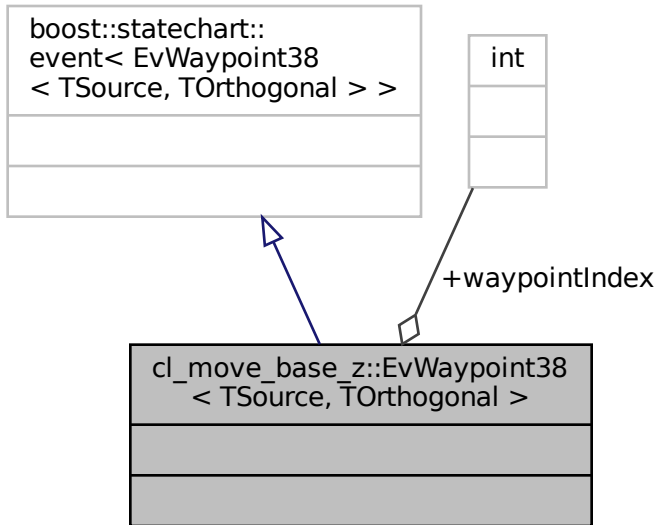 boost::statechart::
event< EvWaypoint38
< TSource, TOrthogonal > >
int
+waypointIndex
cl_move_base_z::EvWaypoint38
< TSource, TOrthogonal >